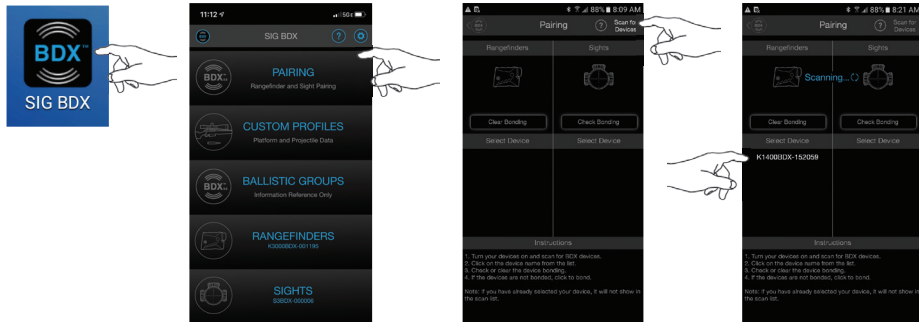 BDX™
SIG BDX
11:12
50%
SIG BDX
?
BDX
PAIRING
Rangefinder and Sight Pairing
CUSTOM PROFILES
Platform and Projectile Data
BDX
BALLISTIC GROUPS
Information Reference Only
RANGEFINDERS
K3000BDX-081186
SIGHTS
S3BDX-000006
88% 8:09 AM
Pairing
?
Scan for
Devices
Rangefinders
Sights
Clear Bonding
Check Bonding
Select Device
Select Device
Instructions
1. Turn your devices on and scan for BDX devices.
2. Click on the device name from the list.
3. Check or clear the device bonding.
4. If the devices are not bonded, click to bond.
Note: If you have already selected your device, it will not show in
the scan list.
88% 8:21 AM
Pairing
?
Scan for
Devices
Rangefinders
Sights
Scanning...
Clear Bonding
Check Bonding
Select Device
Select Device
K1400BDX-152059
Instructions
1. Turn your devices on and scan for BDX devices.
2. Click on the device name from the list.
3. Check or clear the device bonding.
4. If the devices are not bonded, click to bond.
Note: If you have already selected your device, it will not show in
the scan list.